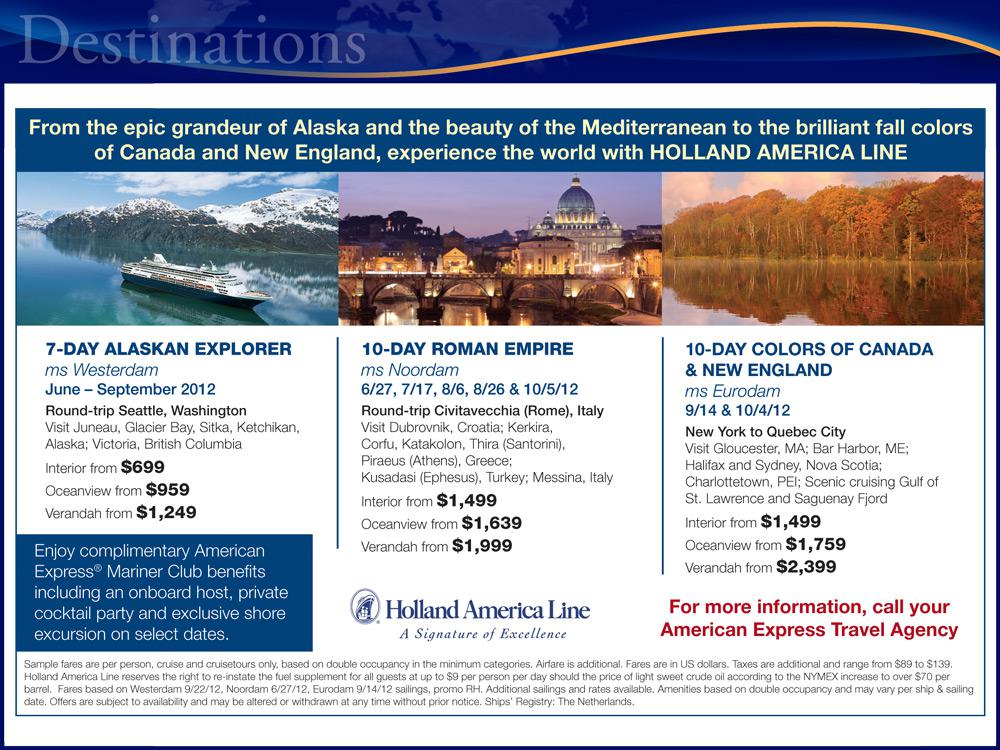 Destinations
From the epic grandeur of Alaska and the beauty of the Mediterranean to the brilliant fall colors
of Canada and New England, experience the world with HOLLAND AMERICA LINE
7-DAY ALASKAN EXPLORER
ms Westerdam
June – September 2012
Round-trip Seattle, Washington
Visit Juneau, Glacier Bay, Sitka, Ketchikan,
Alaska; Victoria, British Columbia
Interior from $699
Oceanview from $959
Verandah from $1,249
Enjoy complimentary American
Express® Mariner Club benefits
including an onboard host, private
cocktail party and exclusive shore
excursion on select dates.
10-DAY ROMAN EMPIRE
ms Noordam
6/27, 7/17, 8/6, 8/26 & 10/5/12
Round-trip Civitavecchia (Rome), Italy
Visit Dubrovnik, Croatia; Kerkira,
Corfu, Katakolon, Thira (Santorini),
Piraeus (Athens), Greece;
Kusadasi (Ephesus), Turkey; Messina, Italy
Interior from $1,499
Oceanview from $1,639
Verandah from $1,999
Holland America Line
A Signature of Excellence
10-DAY COLORS OF CANADA
& NEW ENGLAND
ms Eurodam
9/14 & 10/4/12
New York to Quebec City
Visit Gloucester, MA; Bar Harbor, ME;
Halifax and Sydney, Nova Scotia;
Charlottetown, PEI; Scenic cruising Gulf of
St. Lawrence and Saguenay Fjord
Interior from $1,499
Oceanview from $1,759
Verandah from $2,399
For more information, call your
American Express Travel Agency
Sample fares are per person, cruise and cruisetours only, based on double occupancy in the minimum categories. Airfare is additional. Fares are in US dollars. Taxes are additional and range from $89 to $139.
Holland America Line reserves the right to re-instate the fuel supplement for all guests at up to $9 per person per day should the price of light sweet crude oil according to the NYMEX increase to over $70 per
barrel. Fares based on Westerdam 9/22/12, Noordam 6/27/12, Eurodam 9/14/12 sailings, promo RH. Additional sailings and rates available. Amenities based on double occupancy and may vary per ship & sailing
date. Offers are subject to availability and may be altered or withdrawn at any time without prior notice. Ships' Registry: The Netherlands.